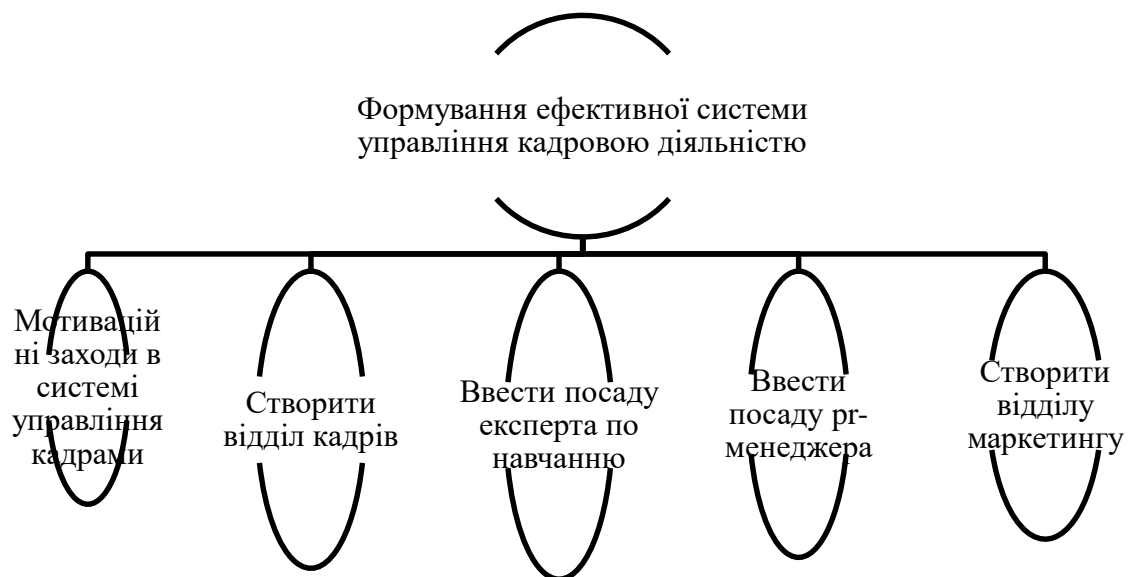 Формування ефективної системи
управління кадровою діяльністю
Мотивацій
ні заходи в
системі
управління
кадрами
Створити
відділ кадрів
Ввести посаду
експерта по
навчанню
Ввести
посаду pr-
менеджера
Створити
відділу
маркетингу